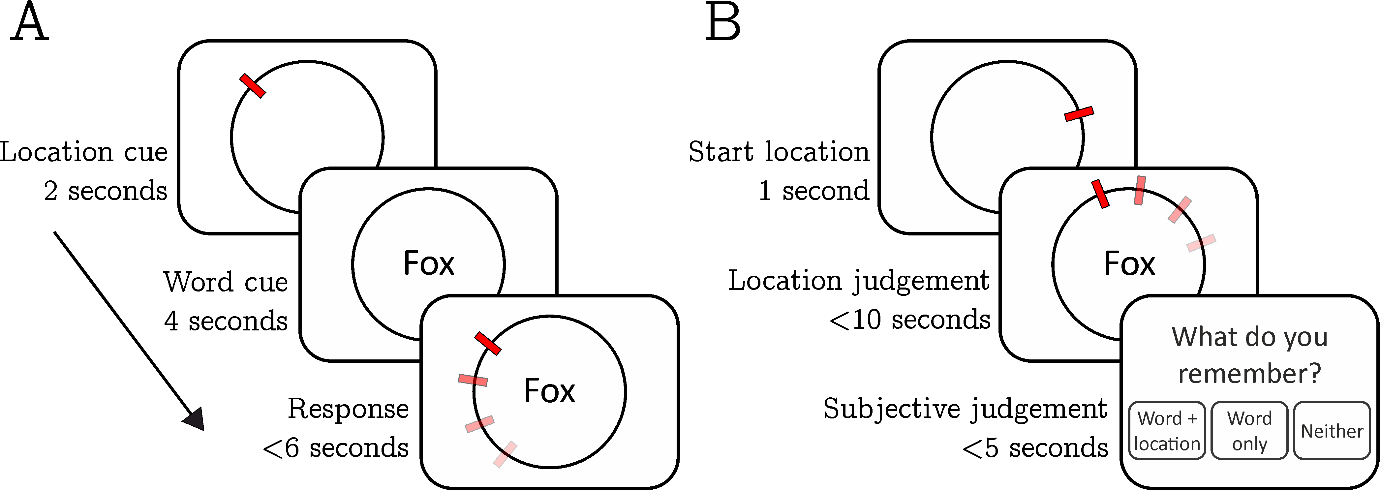 A
Location cue
2 seconds
Word cue
4 seconds
Fox
Response
<6 seconds
Fox
B
Start location
1 second
Location judgement
<10 seconds
Fox
Subjective judgement
<5 seconds
What do you
remember?
Word +
location
Word
only
Neither